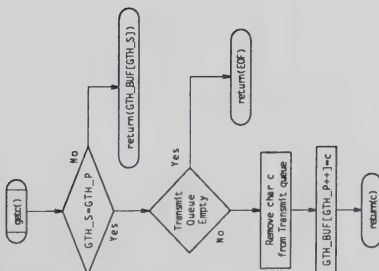 getc()
GTH_S=GTH_P
No
Yes
return(GTH_BUF[GTH_S])
Transmit
Queue
Empty
Yes
No
return(EOF)
Remove char c
from Transmit queue
GTH_BUF[GTH_P++]=c
return(c)